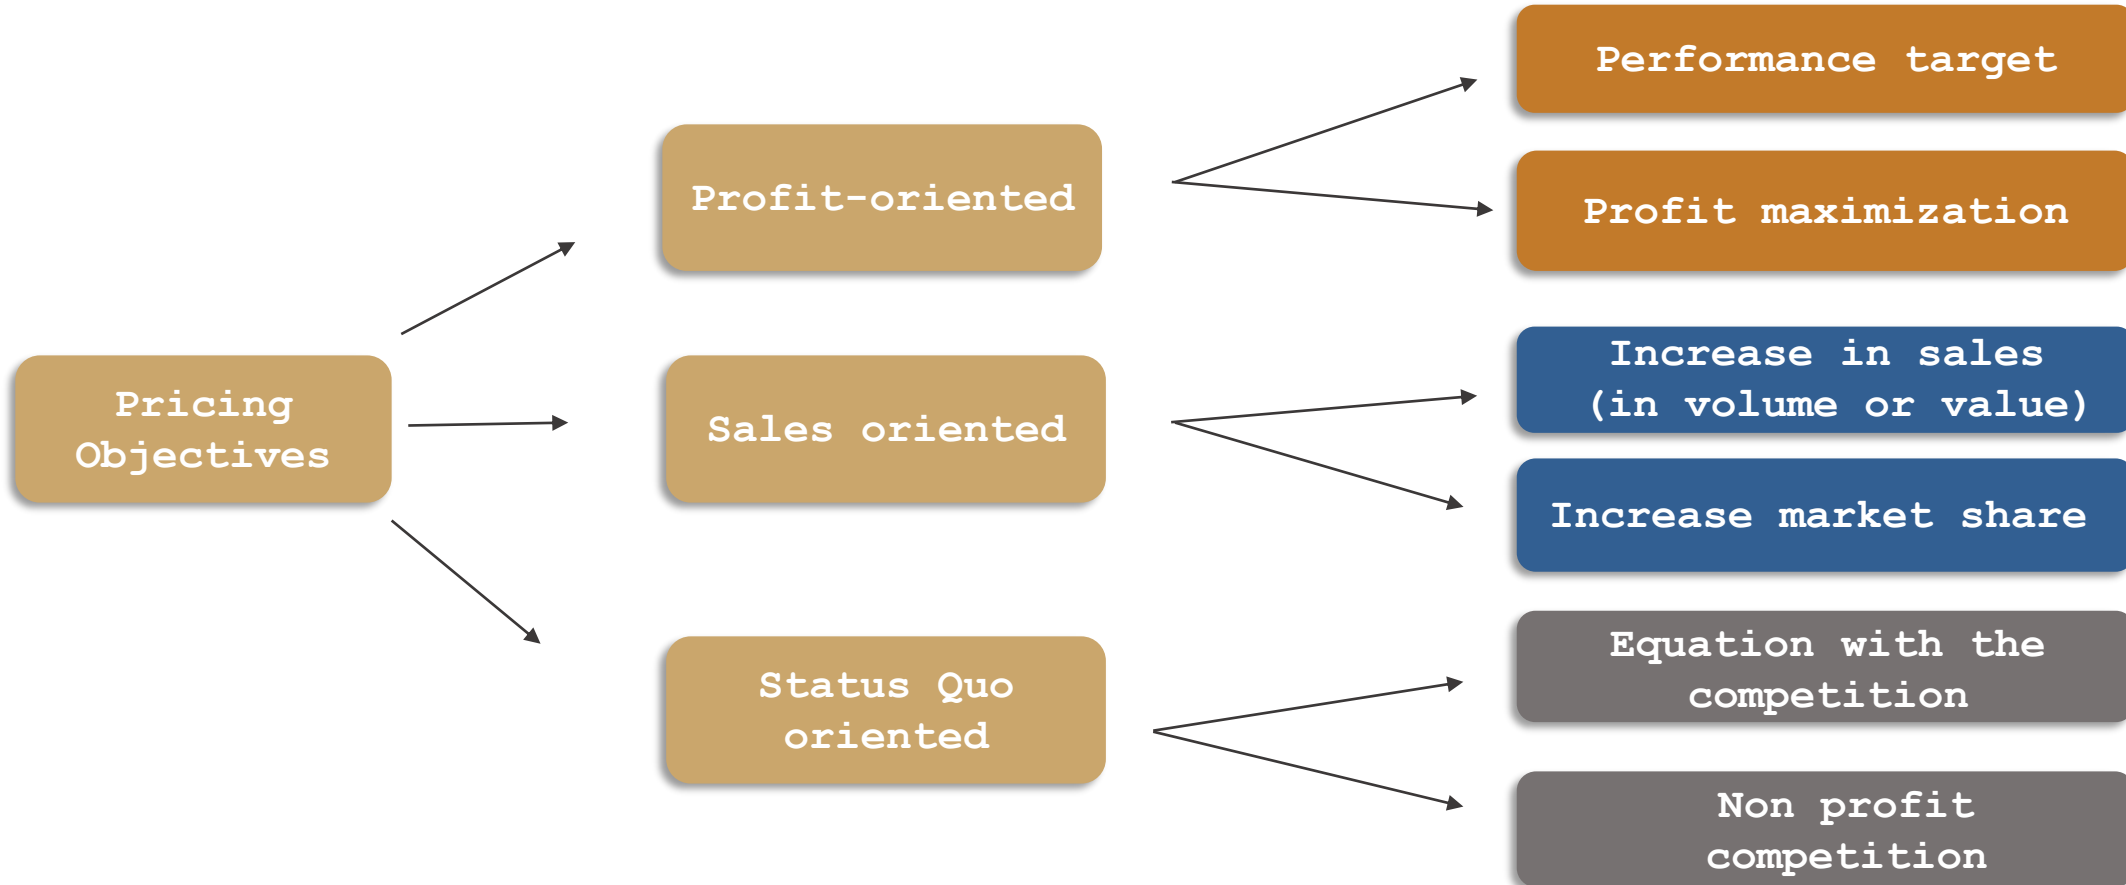 Pricing
Objectives
Profit-oriented
Sales oriented
Status Quo
oriented
Performance target
Profit maximization
Increase in sales
(in volume or value)
Increase market share
Equation with the
competition
Non profit
competition